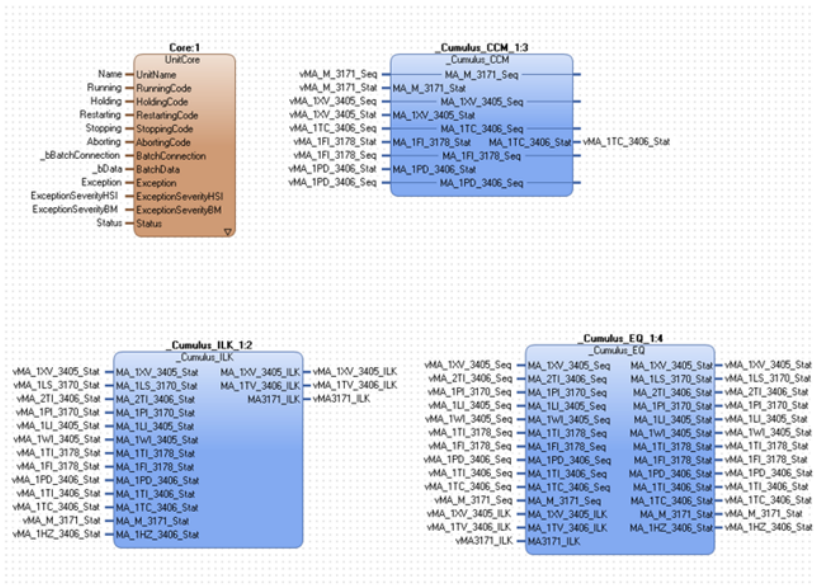 Core:1
UnitCore
Name UnitName
Running RunningCode
Holding HoldingCode
Restarting RestartingCode
Stopping StoppingCode
Aborting AbortingCode
_bBatchConnection BatchConnection
_bData BatchData
Exception Exception
ExceptionSeverityHSI ExceptionSeverityHSI
ExceptionSeverityBM ExceptionSeverityBM
Status Status
_Cumulus_CCM_1:3
_Cumulus_CCM
vMA_M_3171_Seq MA_M_3171_Seq
vMA_M_3171_Stat MA_M_3171_Stat
vMA_1XV_3405_Seq MA_1XV_3405_Seq
vMA_1XV_3405_Stat MA_1XV_3405_Stat
vMA_1TC_3406_Seq MA_1TC_3406_Seq
vMA_1FI_3178_Stat MA_1FI_3178_Stat MA_1TC_3406_Stat vMA_1TC_3406_Stat
vMA_1FI_3178_Seq MA_1FI_3178_Seq
vMA_1PD_3406_Stat MA_1PD_3406_Stat
vMA_1PD_3406_Seq MA_1PD_3406_Seq
_Cumulus_ILK_1:2
_Cumulus_ILK
vMA_1XV_3405_Stat MA_1XV_3405_Stat MA_1XV_3405_ILK vMA_1XV_3405_ILK
vMA_1LS_3170_Stat MA_1LS_3170_Stat MA_1TV_3406_ILK vMA_1TV_3406_ILK
vMA_2TI_3406_Stat MA_2TI_3406_Stat MA3171_ILK vMA3171_ILK
vMA_1PI_3170_Stat MA_1PI_3170_Stat
vMA_1LI_3405_Stat MA_1LI_3405_Stat
vMA_1WI_3405_Stat MA_1WI_3405_Stat
vMA_1TI_3178_Stat MA_1TI_3178_Stat
vMA_1FI_3178_Stat MA_1FI_3178_Stat
vMA_1PD_3406_Stat MA_1PD_3406_Stat
vMA_1TI_3406_Stat MA_1TI_3406_Stat
vMA_1TC_3406_Stat MA_1TC_3406_Stat
vMA_M_3171_Stat MA_M_3171_Stat
vMA_1HZ_3406_Stat MA_1HZ_3406_Stat
_Cumulus_EQ_1:4
_Cumulus_EQ
vMA_1XV_3405_Seq MA_1XV_3405_Seq MA_1XV_3405_Stat vMA_1XV_3405_Stat
vMA_2TI_3406_Seq MA_2TI_3406_Seq MA_1LS_3170_Stat vMA_1LS_3170_Stat
vMA_1PI_3170_Seq MA_1PI_3170_Seq MA_2TI_3406_Stat vMA_2TI_3406_Stat
vMA_1LI_3405_Seq MA_1LI_3405_Seq MA_1PI_3170_Stat vMA_1PI_3170_Stat
vMA_1WI_3405_Seq MA_1WI_3405_Seq MA_1LI_3405_Stat vMA_1LI_3405_Stat
vMA_1TI_3178_Seq MA_1TI_3178_Seq MA_1WI_3405_Stat vMA_1WI_3405_Stat
vMA_1FI_3178_Seq MA_1FI_3178_Seq MA_1TI_3178_Stat vMA_1TI_3178_Stat
vMA_1PD_3406_Seq MA_1PD_3406_Seq MA_1FI_3178_Stat vMA_1FI_3178_Stat
vMA_1TI_3406_Seq MA_1TI_3406_Seq MA_1PD_3406_Stat vMA_1PD_3406_Stat
vMA_1TC_3406_Seq MA_1TC_3406_Seq MA_1TI_3406_Stat vMA_1TI_3406_Stat
vMA_M_3171_Seq MA_M_3171_Seq MA_1TC_3406_Stat vMA_1TC_3406_Stat
vMA_1XV_3405_ILK MA_1XV_3405_ILK MA_M_3171_Stat vMA_M_3171_Stat
vMA_1TV_3406_ILK MA_1TV_3406_ILK MA_1HZ_3406_Stat vMA_1HZ_3406_Stat
vMA3171_ILK MA3171_ILK